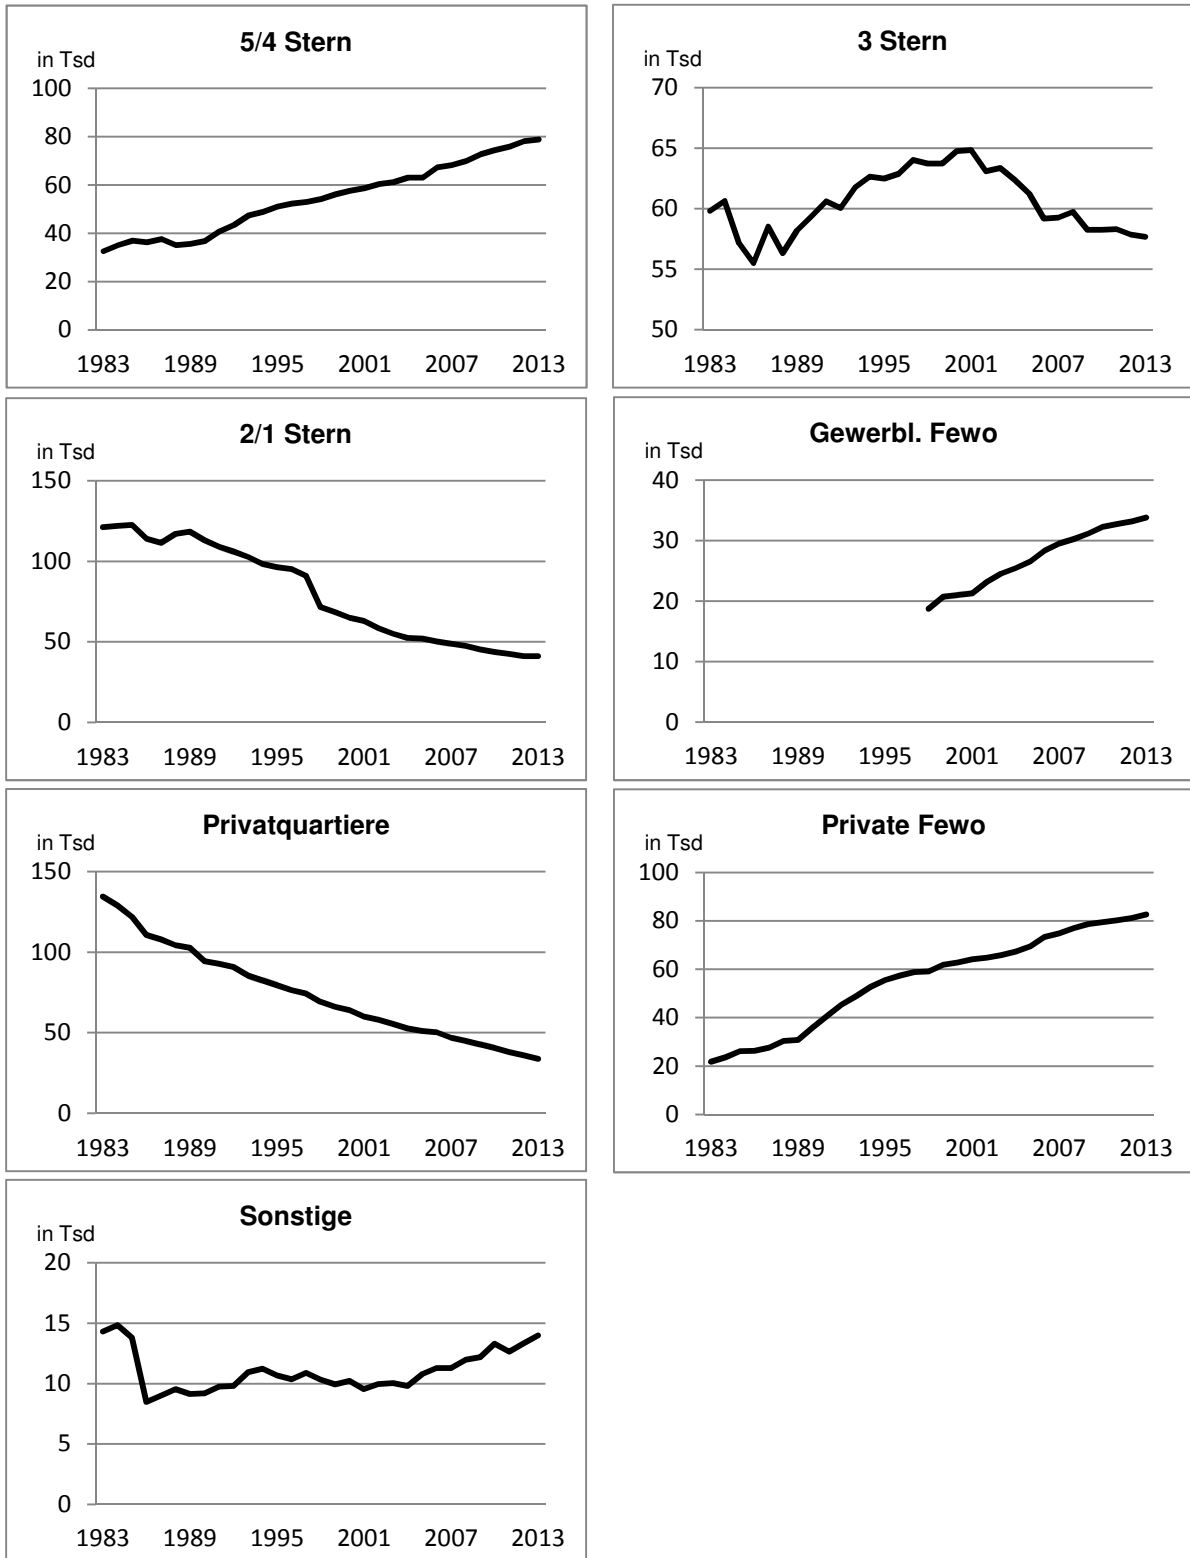 5/4 Stern
in Tsd
100
80
60
40
20
0
1983 1989 1995 2001 2007 2013
3 Stern
in Tsd
70
65
60
55
50
1983 1989 1995 2001 2007 2013
2/1 Stern
in Tsd
150
100
50
0
1983 1989 1995 2001 2007 2013
Gewerbl. Fewo
in Tsd
40
30
20
10
0
1983 1989 1995 2001 2007 2013
Privatquartiere
in Tsd
150
100
50
0
1983 1989 1995 2001 2007 2013
Private Fewo
in Tsd
100
80
60
40
20
0
1983 1989 1995 2001 2007 2013
Sonstige
in Tsd
20
15
10
5
0
1983 1989 1995 2001 2007 2013